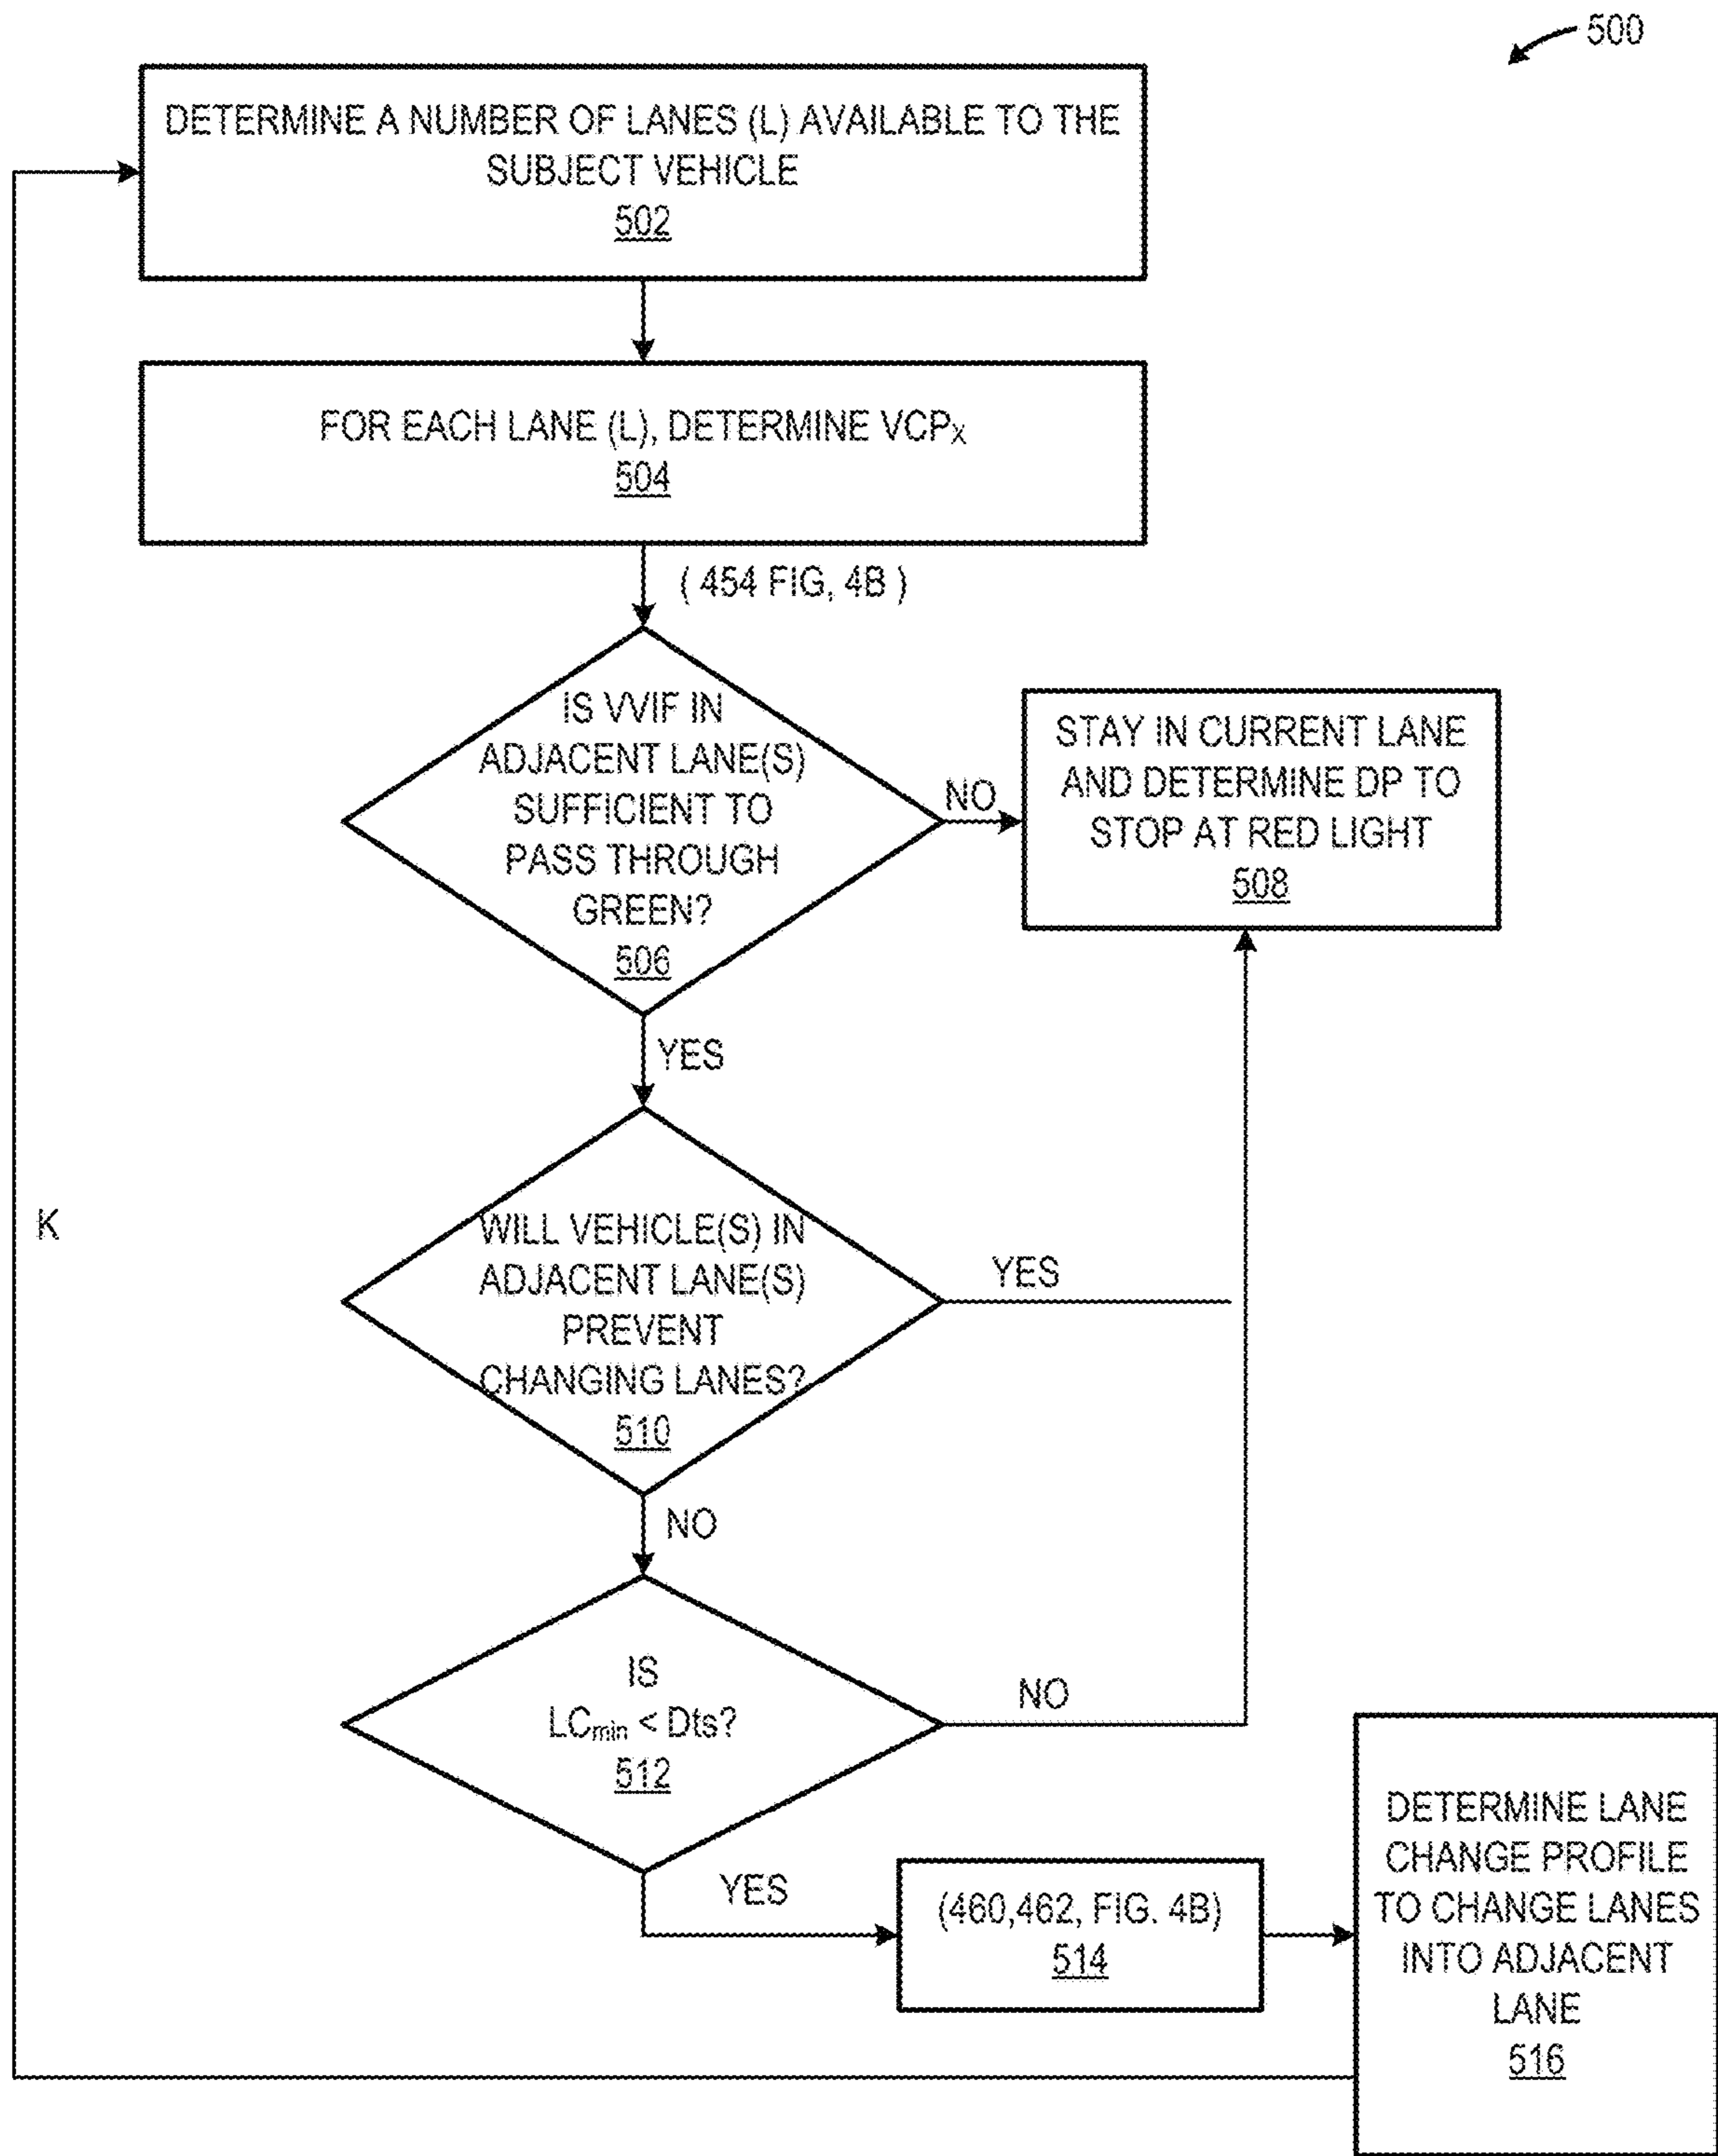 500
DETERMINE A NUMBER OF LANES (L) AVAILABLE TO THE
SUBJECT VEHICLE
502
FOR EACH LANE (L), DETERMINE VCPX
504
( 454 FIG, 4B )
IS VVIF IN
ADJACENT LANE(S)
SUFFICIENT TO
PASS THROUGH
GREEN?
506
NO
STAY IN CURRENT LANE
AND DETERMINE DP TO
STOP AT RED LIGHT
508
YES
K
WILL VEHICLE(S) IN
ADJACENT LANE(S)
PREVENT
CHANGING LANES?
510
YES
NO
IS
LCmin < Dts?
512
NO
YES
(460,462, FIG. 4B)
514
DETERMINE LANE
CHANGE PROFILE
TO CHANGE LANES
INTO ADJACENT
LANE
516